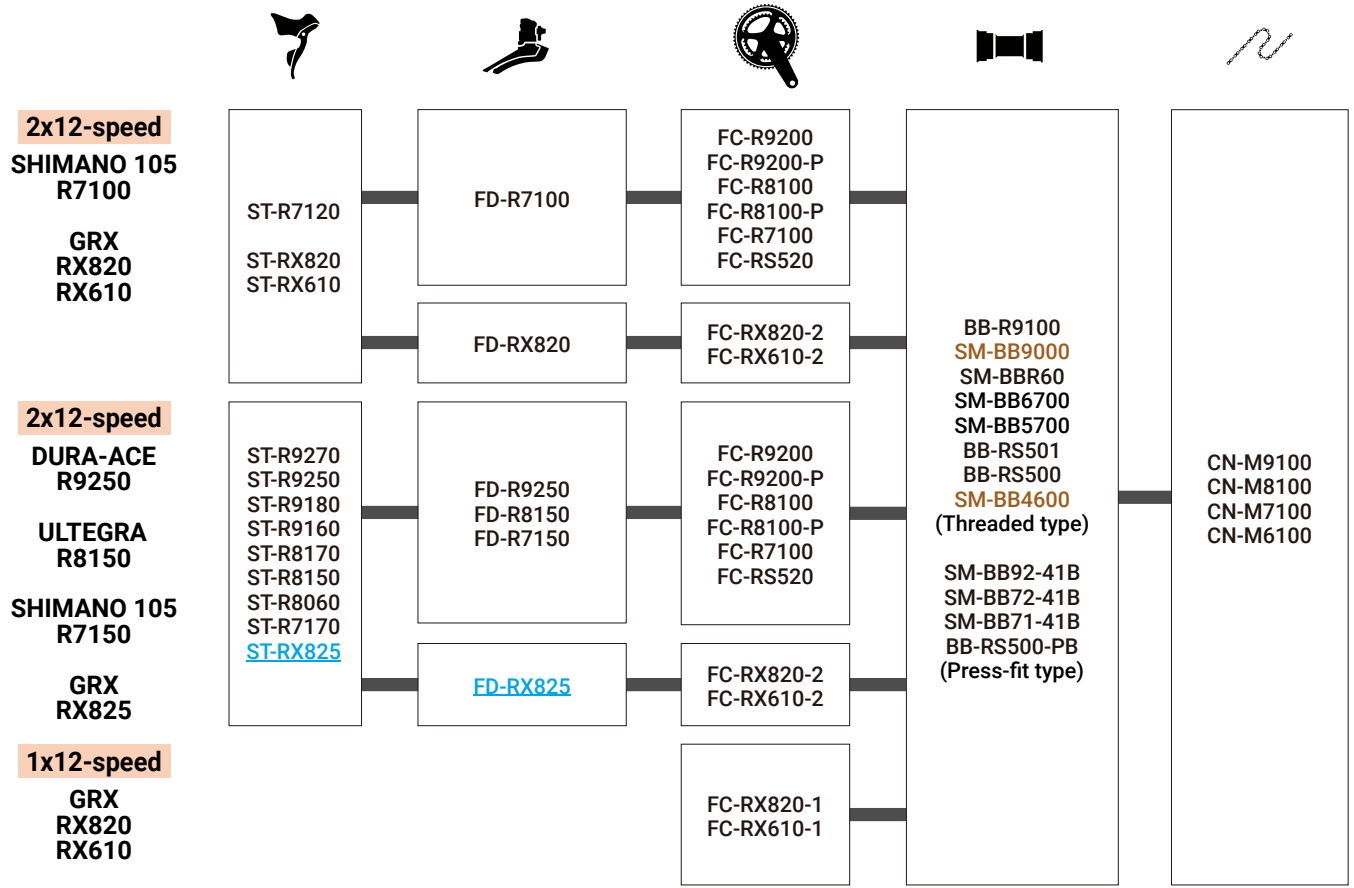 2x12-speed
SHIMANO 105
R7100
GRX
RX820
RX610
ST-R7120
ST-RX820
ST-RX610
FD-R7100
FC-R9200
FC-R9200-P
FC-R8100
FC-R8100-P
FC-R7100
FC-RS520
FD-RX820
FC-RX820-2
FC-RX610-2
2x12-speed
DURA-ACE
R9250
ULTEGRA
R8150
SHIMANO 105
R7150
GRX
RX825
ST-R9270
ST-R9250
ST-R9180
ST-R9160
ST-R8170
ST-R8150
ST-R8060
ST-R7170
ST-RX825
FD-R9250
FD-R8150
FD-R7150
FC-R9200
FC-R9200-P
FC-R8100
FC-R8100-P
FC-R7100
FC-RS520
FD-RX825
FC-RX820-2
FC-RX610-2
1x12-speed
GRX
RX820
RX610
FC-RX820-1
FC-RX610-1
BB-R9100
SM-BB9000
SM-BBR60
SM-BB6700
SM-BB5700
BB-RS501
BB-RS500
SM-BB4600
(Threaded type)
SM-BB92-41B
SM-BB72-41B
SM-BB71-41B
BB-RS500-PB
(Press-fit type)
CN-M9100
CN-M8100
CN-M7100
CN-M6100